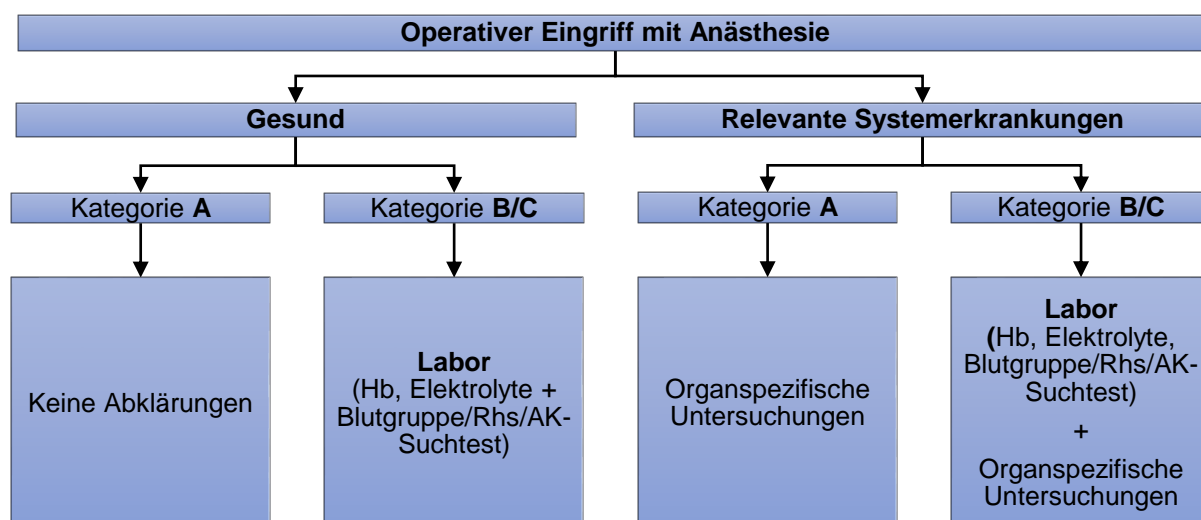 Operativer Eingriff mit Anästhesie
Gesund
Relevante Systemerkrankungen
Kategorie A
Kategorie B/C
Kategorie A
Kategorie B/C
Keine Abklärungen
Labor
(Hb, Elektrolyte +
Blutgruppe/Rhs/AK-
Suchtest)
Organspezifische
Untersuchungen
Labor
(Hb, Elektrolyte,
Blutgruppe/Rhs/AK-
Suchtest)
+
Organspezifische
Untersuchungen